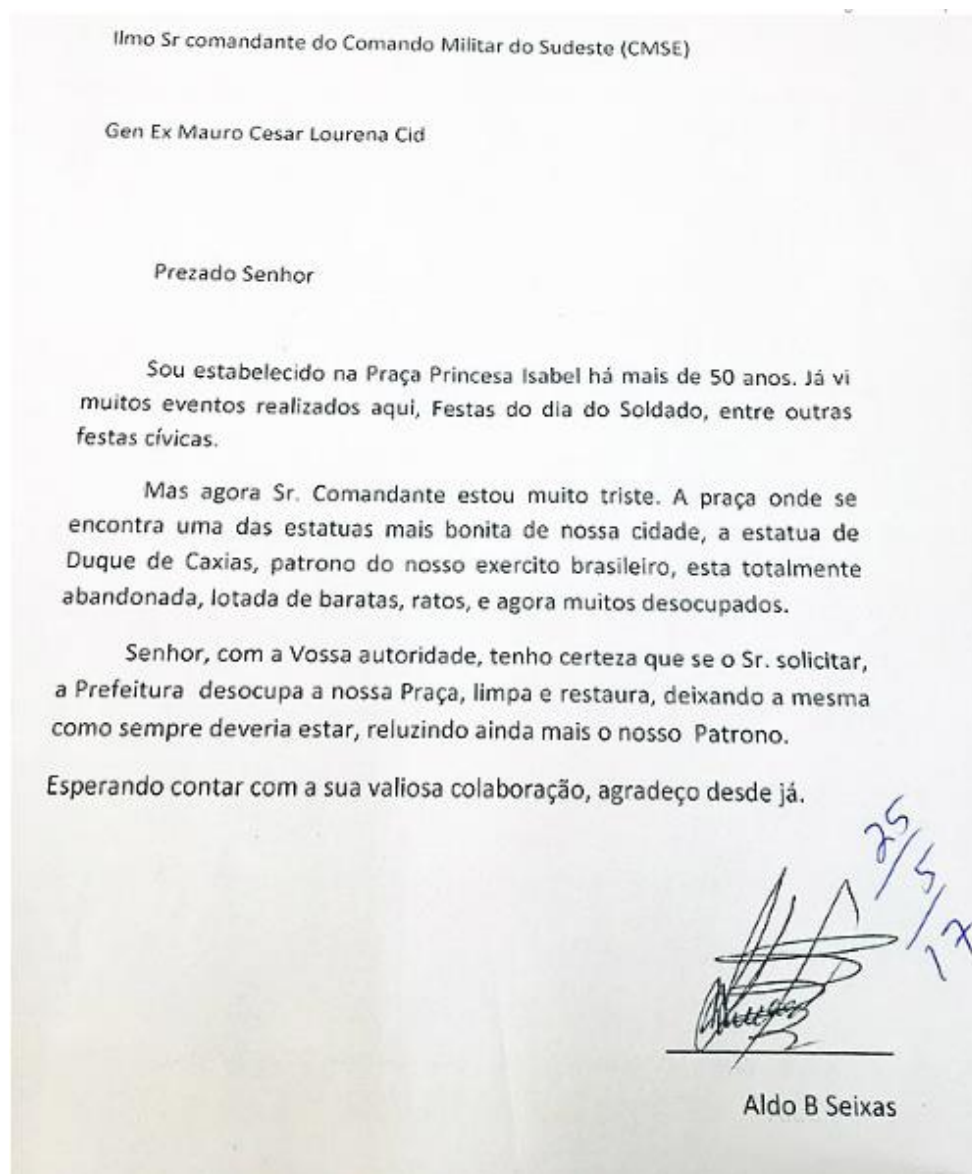 Ilmo Sr comandante do Comando Militar do Sudeste (CMSE)
Gen Ex Mauro Cesar Lourena Cid
Prezado Senhor
Sou estabelecido na Praça Princesa Isabel há mais de 50 anos. Já vi
muitos eventos realizados aqui, Festas do dia do Soldado, entre outras
festas cívicas.
Mas agora Sr. Comandante estou muito triste. A praça onde se
encontra uma das estatuas mais bonita de nossa cidade, a estatua de
Duque de Caxias, patrono do nosso exercito brasileiro, esta totalmente
abandonada, lotada de baratas, ratos, e agora muitos desocupados.
Senhor, com a Vossa autoridade, tenho certeza que se o Sr. solicitar,
a Prefeitura desocupa a nossa Praça, limpa e restaura, deixando a mesma
como sempre deveria estar, reluzindo ainda mais o nosso Patrono.
Esperando contar com a sua valiosa colaboração, agradeço desde já.
25/5/17
Aldo B Seixas